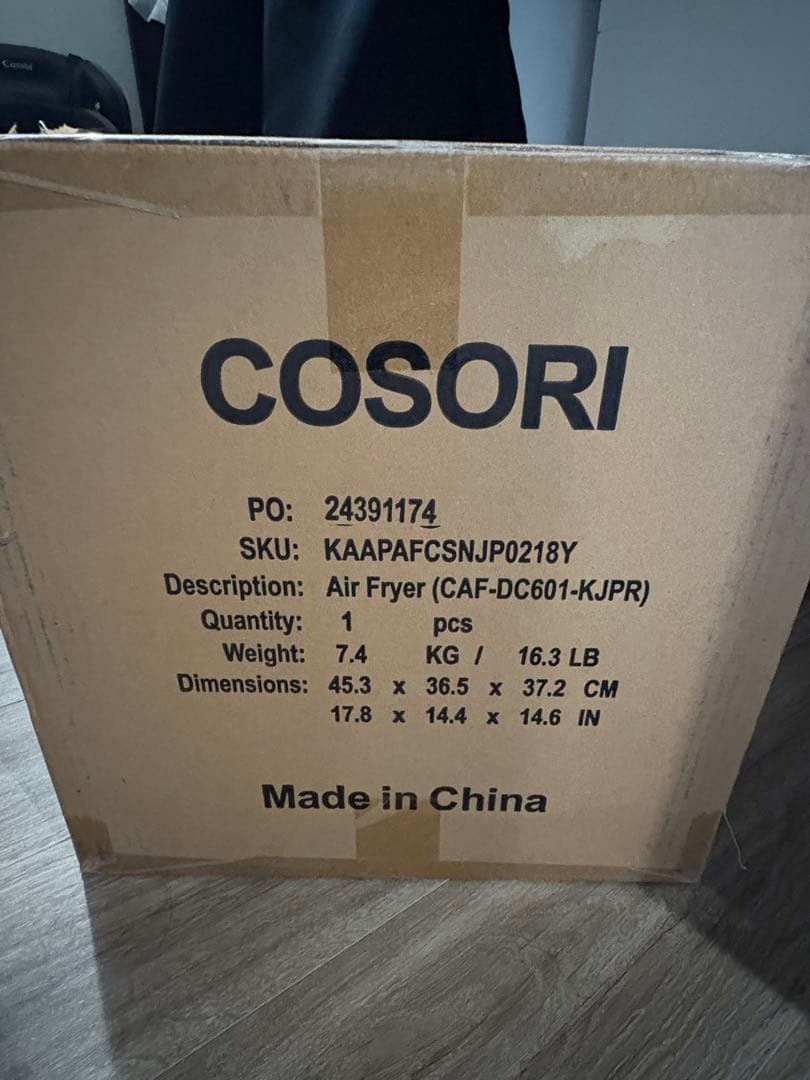 COSORI
PO: 24391174
SKU: KAAPAFCSNJP0218Y
Description: Air Fryer (CAF-DC601-KJPR)
Quantity: 1 pcs
Weight: 7.4 KG / 16.3 LB
Dimensions: 45.3 x 36.5 x 37.2 CM
17.8 x 14.4 x 14.6 IN
Made in China